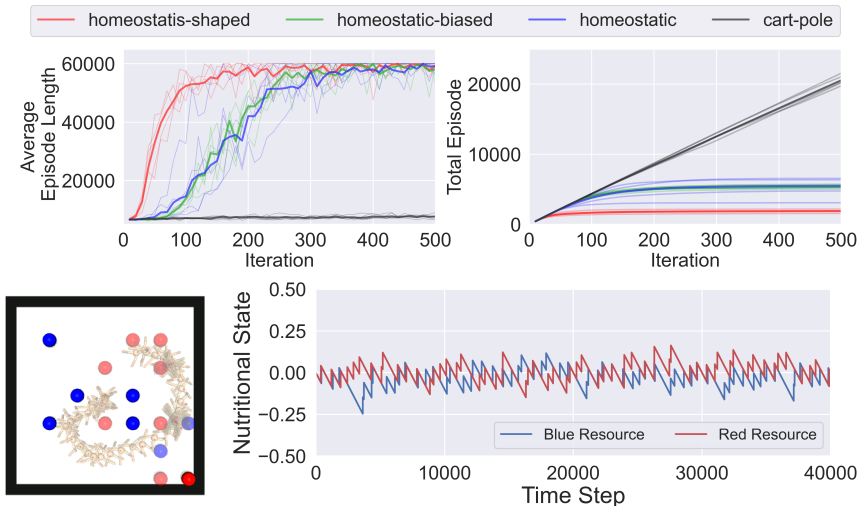 homeostatis-shaped homeostatic-biased homeostatic cart-pole
Average
Episode Length
60000
40000
20000
0 100 200 300 400 500
Iteration
Total Episode
20000
10000
0
0 100 200 300 400 500
Iteration
Nutritional State
0.50
0.25
0.00
−0.25
−0.50
Blue Resource Red Resource
0 10000 20000 30000 40000
Time Step